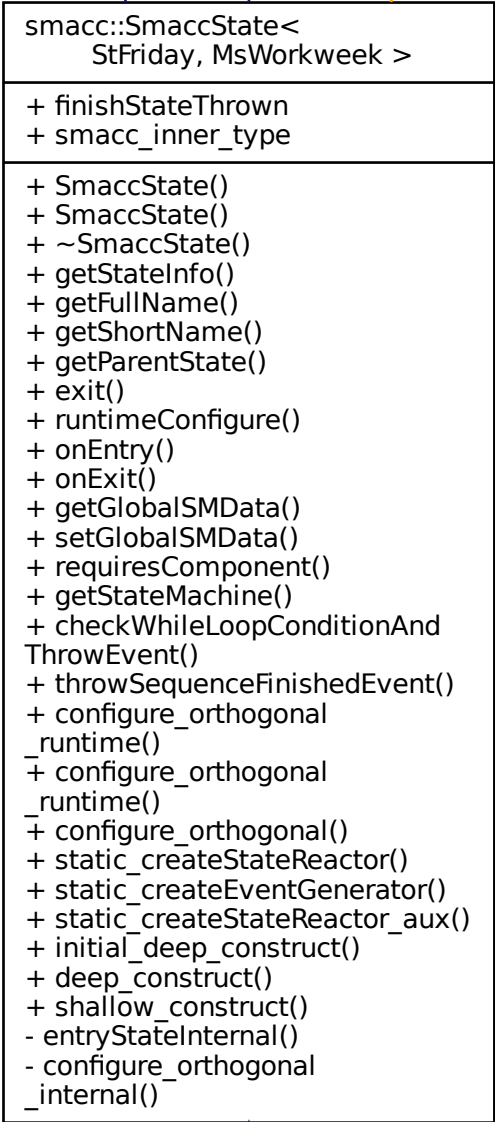 smacc::SmaccState<
StFriday, MsWorkweek >
+ finishStateThrown
+ smacc_inner_type
+ SmaccState()
+ SmaccState()
+ ~SmaccState()
+ getStateInfo()
+ getFullName()
+ getShortName()
+ getParentState()
+ exit()
+ runtimeConfigure()
+ onEntry()
+ onExit()
+ getGlobalSMData()
+ setGlobalSMData()
+ requiresComponent()
+ getStateMachine()
+ checkWhileLoopConditionAnd
ThrowEvent()
+ throwSequenceFinishedEvent()
+ configure_orthogonal
_runtime()
+ configure_orthogonal
_runtime()
+ configure_orthogonal()
+ static_createStateReactor()
+ static_createEventGenerator()
+ static_createStateReactor_aux()
+ initial_deep_construct()
+ deep_construct()
+ shallow_construct()
- entryStateInternal()
- configure_orthogonal
_internal()